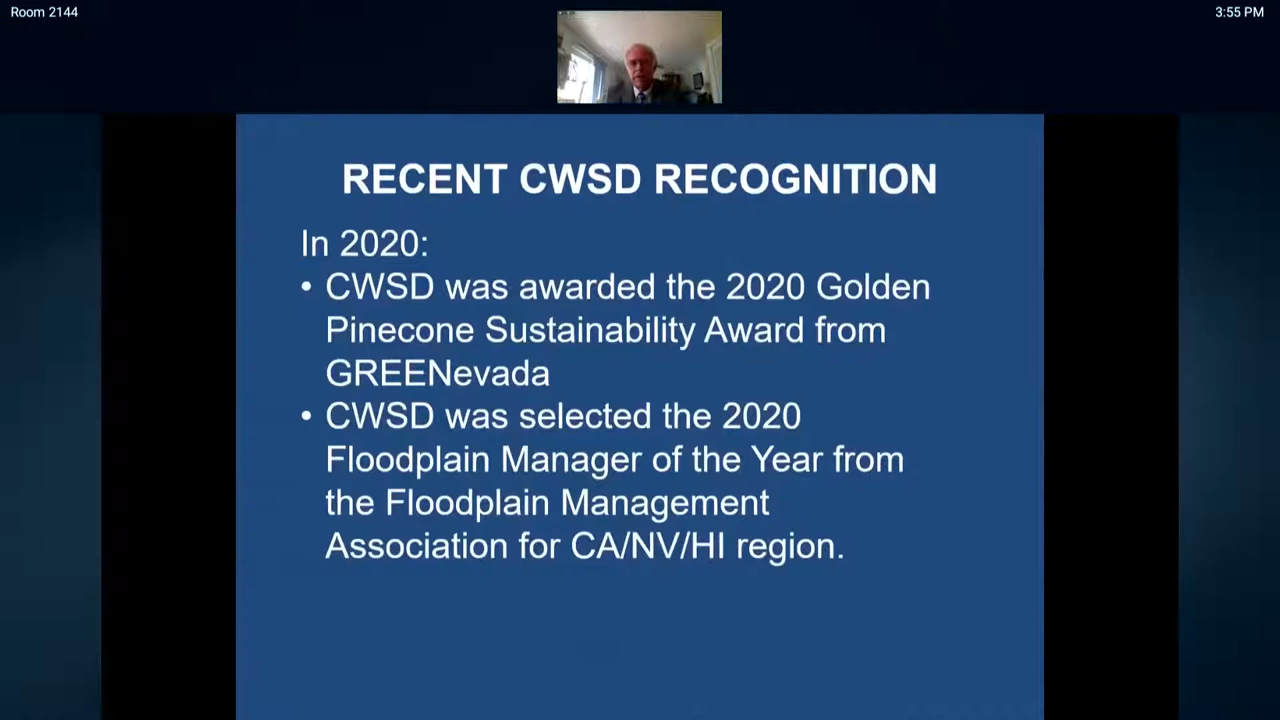 Room 2144
3:55 PM
RECENT CWSD RECOGNITION
In 2020:
• CWSD was awarded the 2020 Golden
Pinecone Sustainability Award from
GREENevada
• CWSD was selected the 2020
Floodplain Manager of the Year from
the Floodplain Management
Association for CA/NV/HI region.